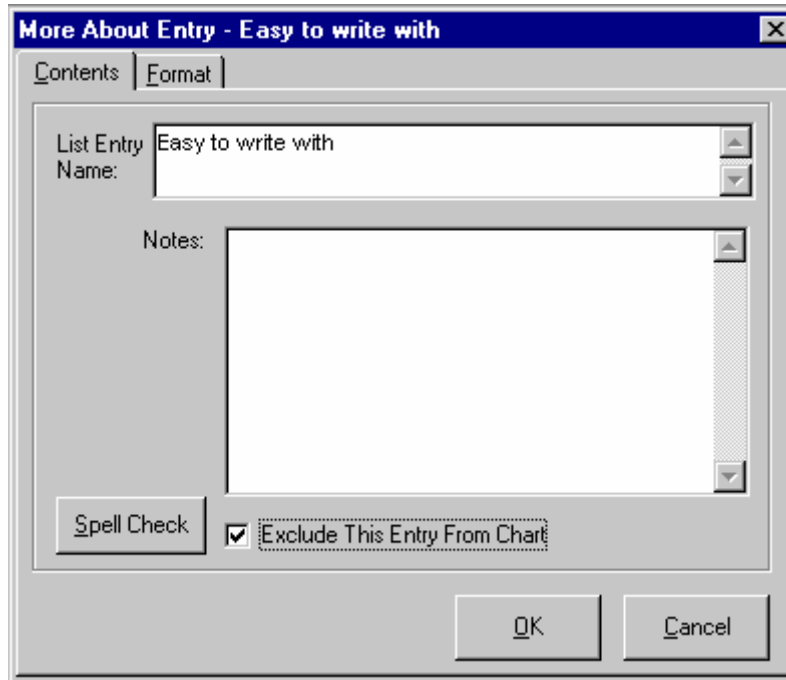 More About Entry - Easy to write with
Contents
Format
List Entry
Name:
Easy to write with
Notes:
Spell Check
Exclude This Entry From Chart
OK
Cancel